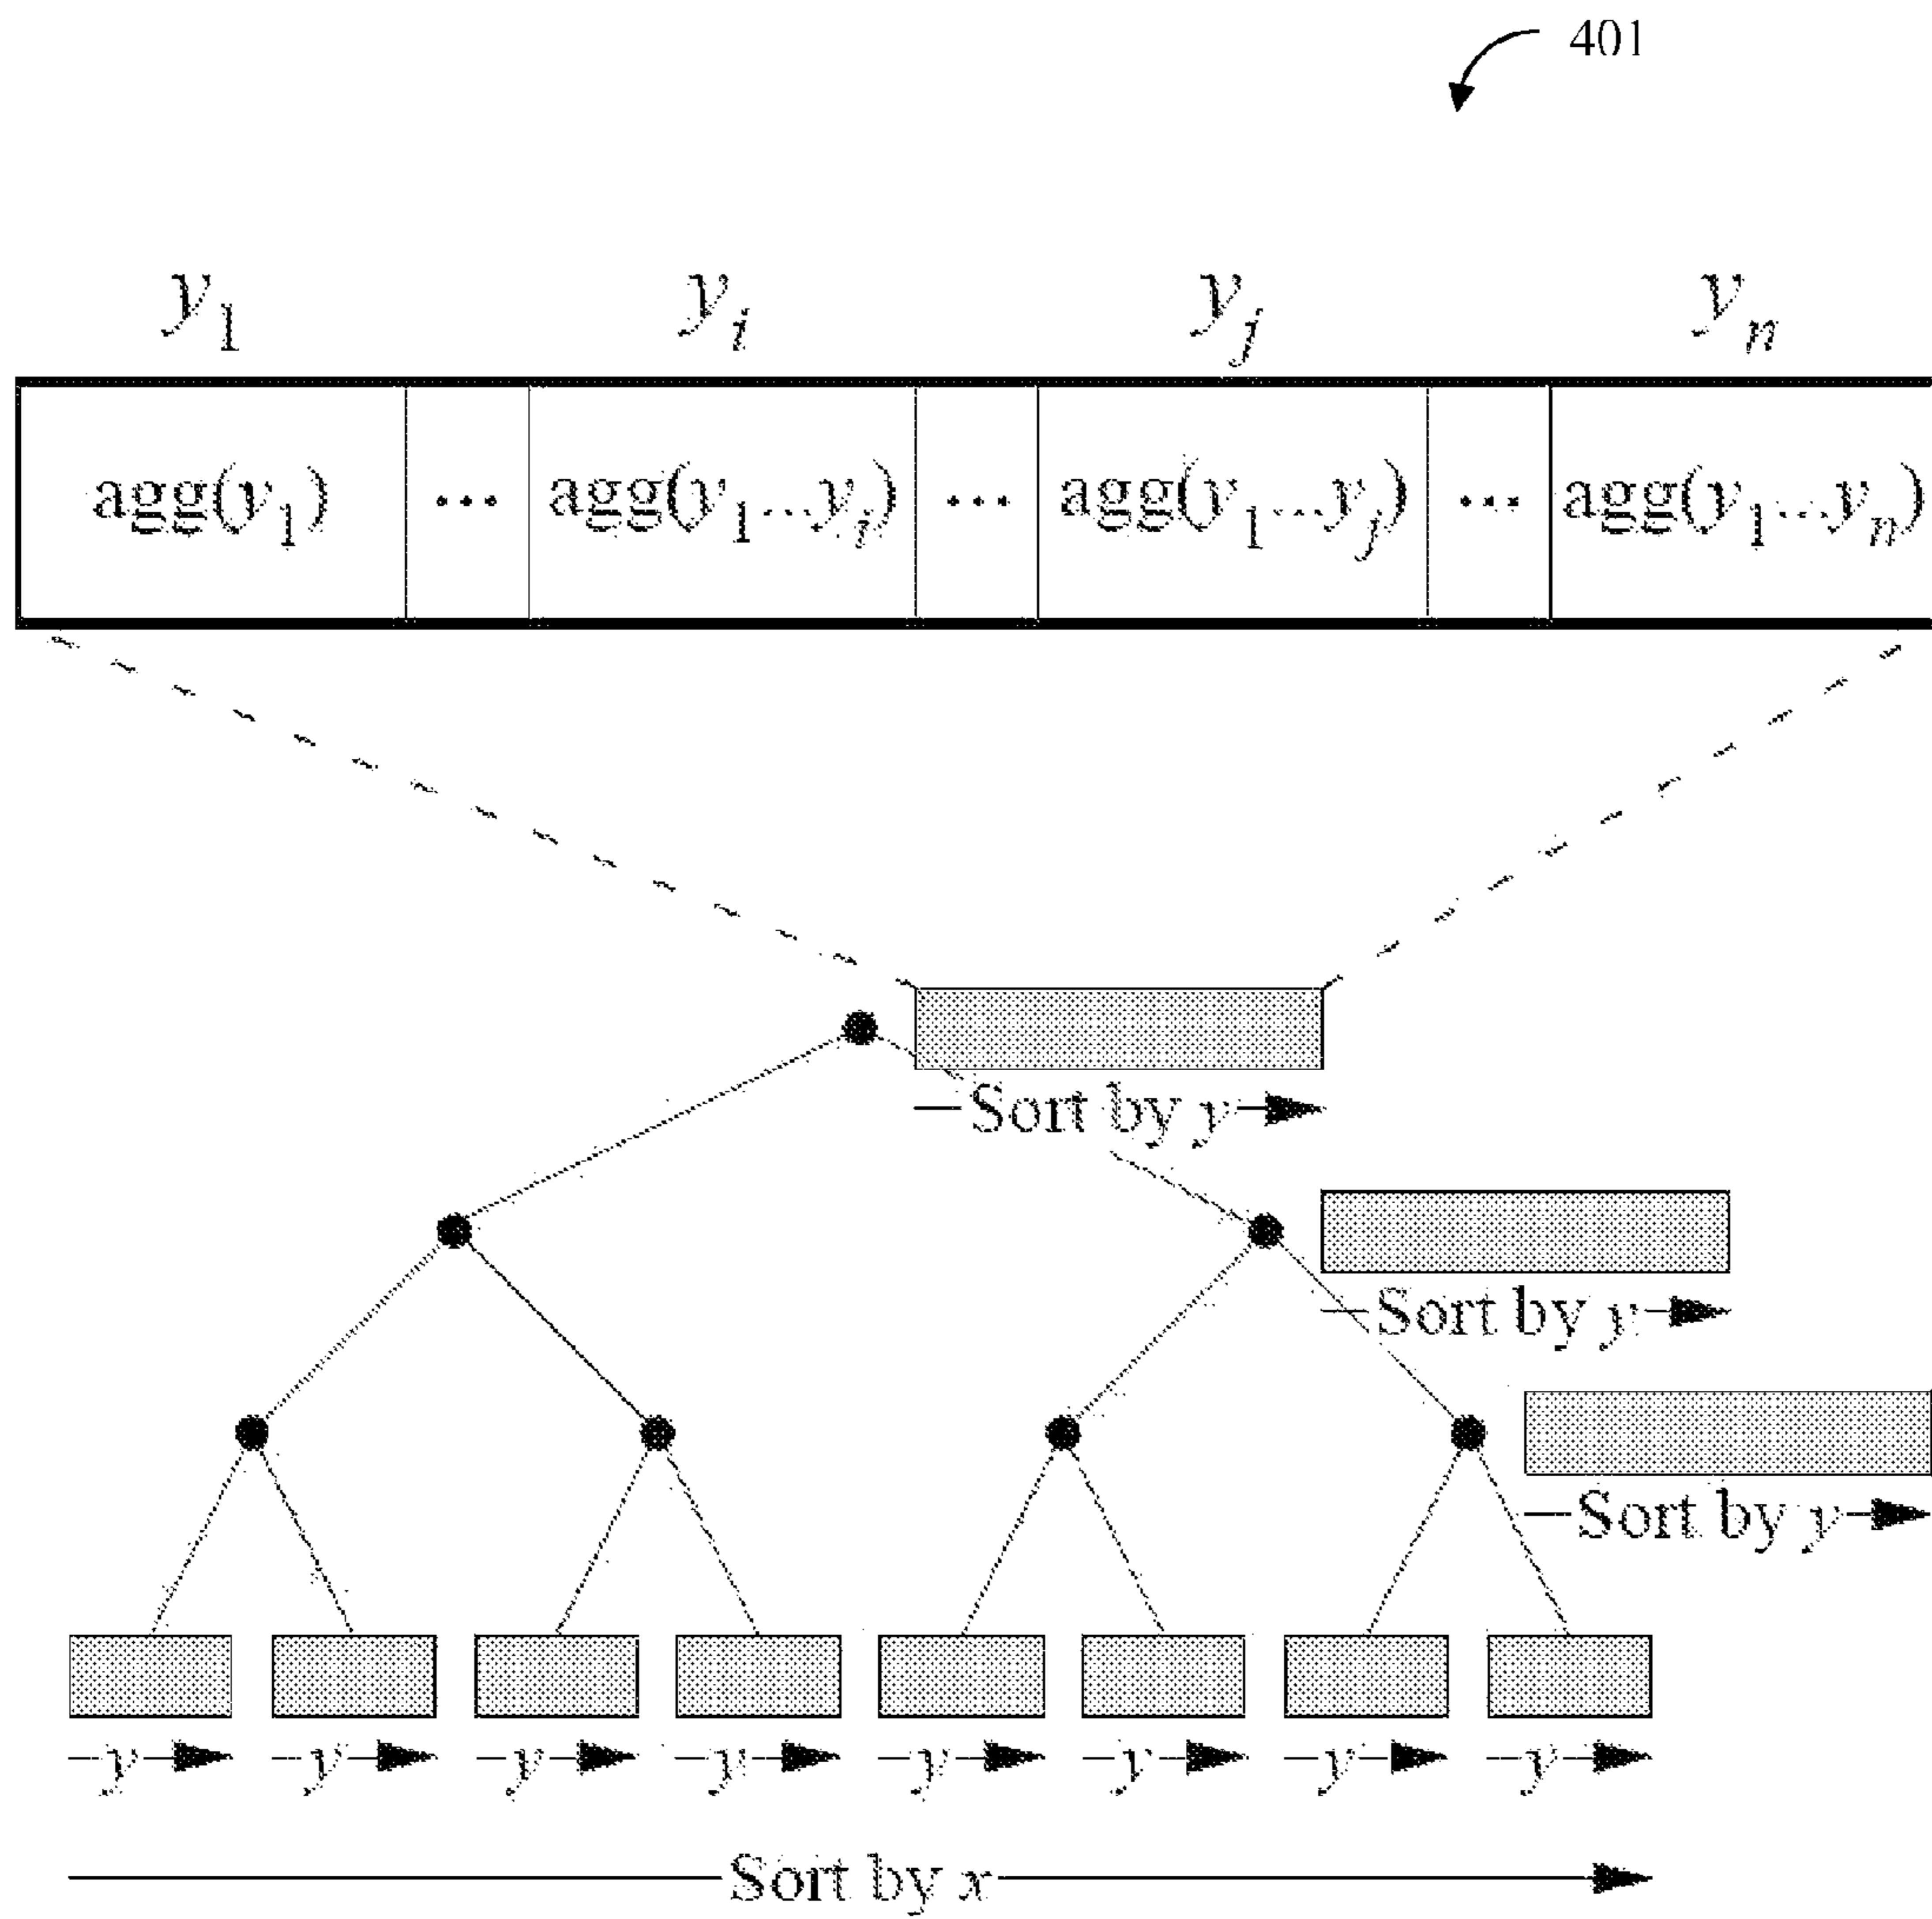 401
y1 yi yj yn
agg(y1) ... agg(y1...yi) ... agg(y1...yj) ... agg(y1...yn)
Sort by y
Sort by y
Sort by y
y y y y y y y y
Sort by x